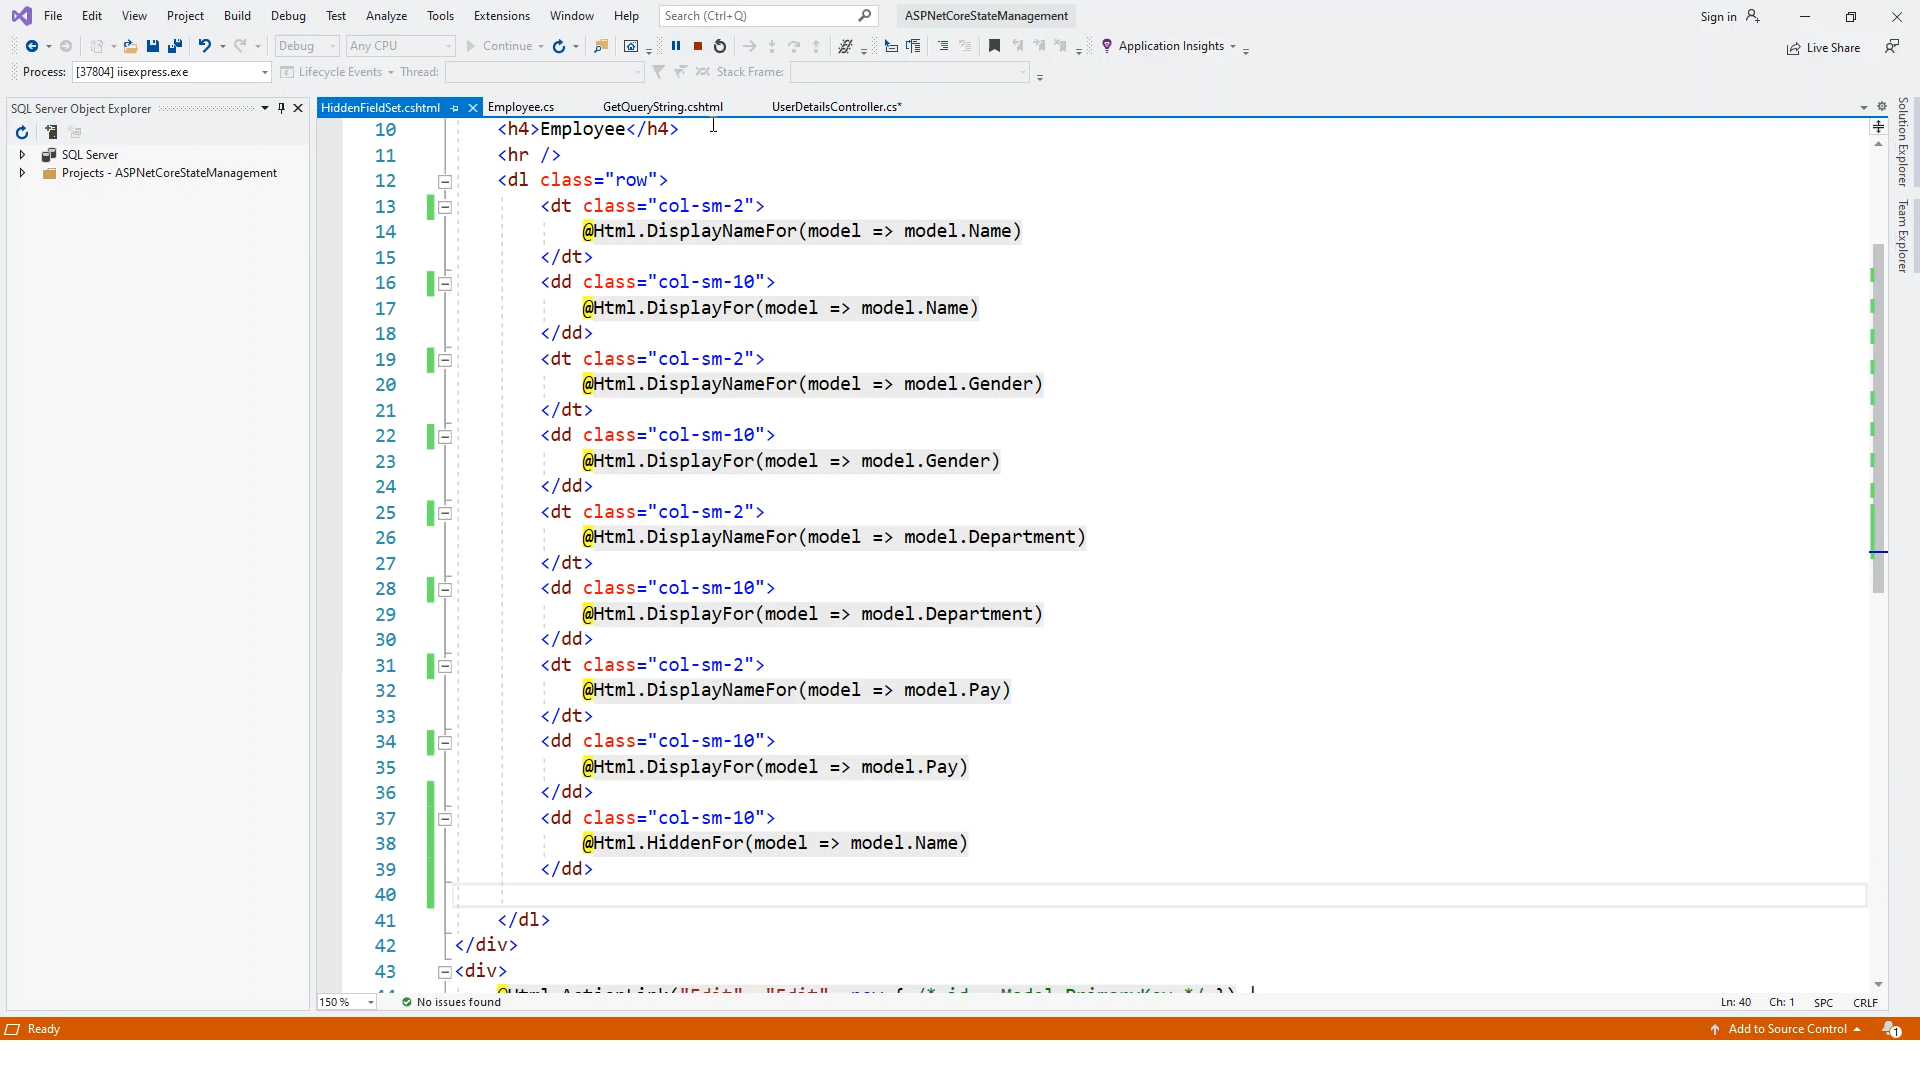 File Edit View Project Build Debug Test Analyze Tools Extensions Window Help Search (Ctrl+Q) ASPNetCoreStateManagement Sign in
Debug Any CPU Continue Application Insights Live Share
Process: [37804] iisexpress.exe Lifecycle Events Thread: Stack Frame:
SQL Server Object Explorer
SQL Server
Projects - ASPNetCoreStateManagement
HiddenFieldSet.cshtml Employee.cs GetQueryString.cshtml UserDetailsController.cs*
10 <h4>Employee</h4>
11 <hr />
12 <dl class="row">
13 <dt class="col-sm-2">
14 @Html.DisplayNameFor(model => model.Name)
15 </dt>
16 <dd class="col-sm-10">
17 @Html.DisplayFor(model => model.Name)
18 </dd>
19 <dt class="col-sm-2">
20 @Html.DisplayNameFor(model => model.Gender)
21 </dt>
22 <dd class="col-sm-10">
23 @Html.DisplayFor(model => model.Gender)
24 </dd>
25 <dt class="col-sm-2">
26 @Html.DisplayNameFor(model => model.Department)
27 </dt>
28 <dd class="col-sm-10">
29 @Html.DisplayFor(model => model.Department)
30 </dd>
31 <dt class="col-sm-2">
32 @Html.DisplayNameFor(model => model.Pay)
33 </dt>
34 <dd class="col-sm-10">
35 @Html.DisplayFor(model => model.Pay)
36 </dd>
37 <dd class="col-sm-10">
38 @Html.HiddenFor(model => model.Name)
39 </dd>
40
41 </dl>
42 </div>
43 <div>
Solution Explorer
Team Explorer
150 % No issues found Ln: 40 Ch: 1 SPC CRLF
Ready Add to Source Control 1